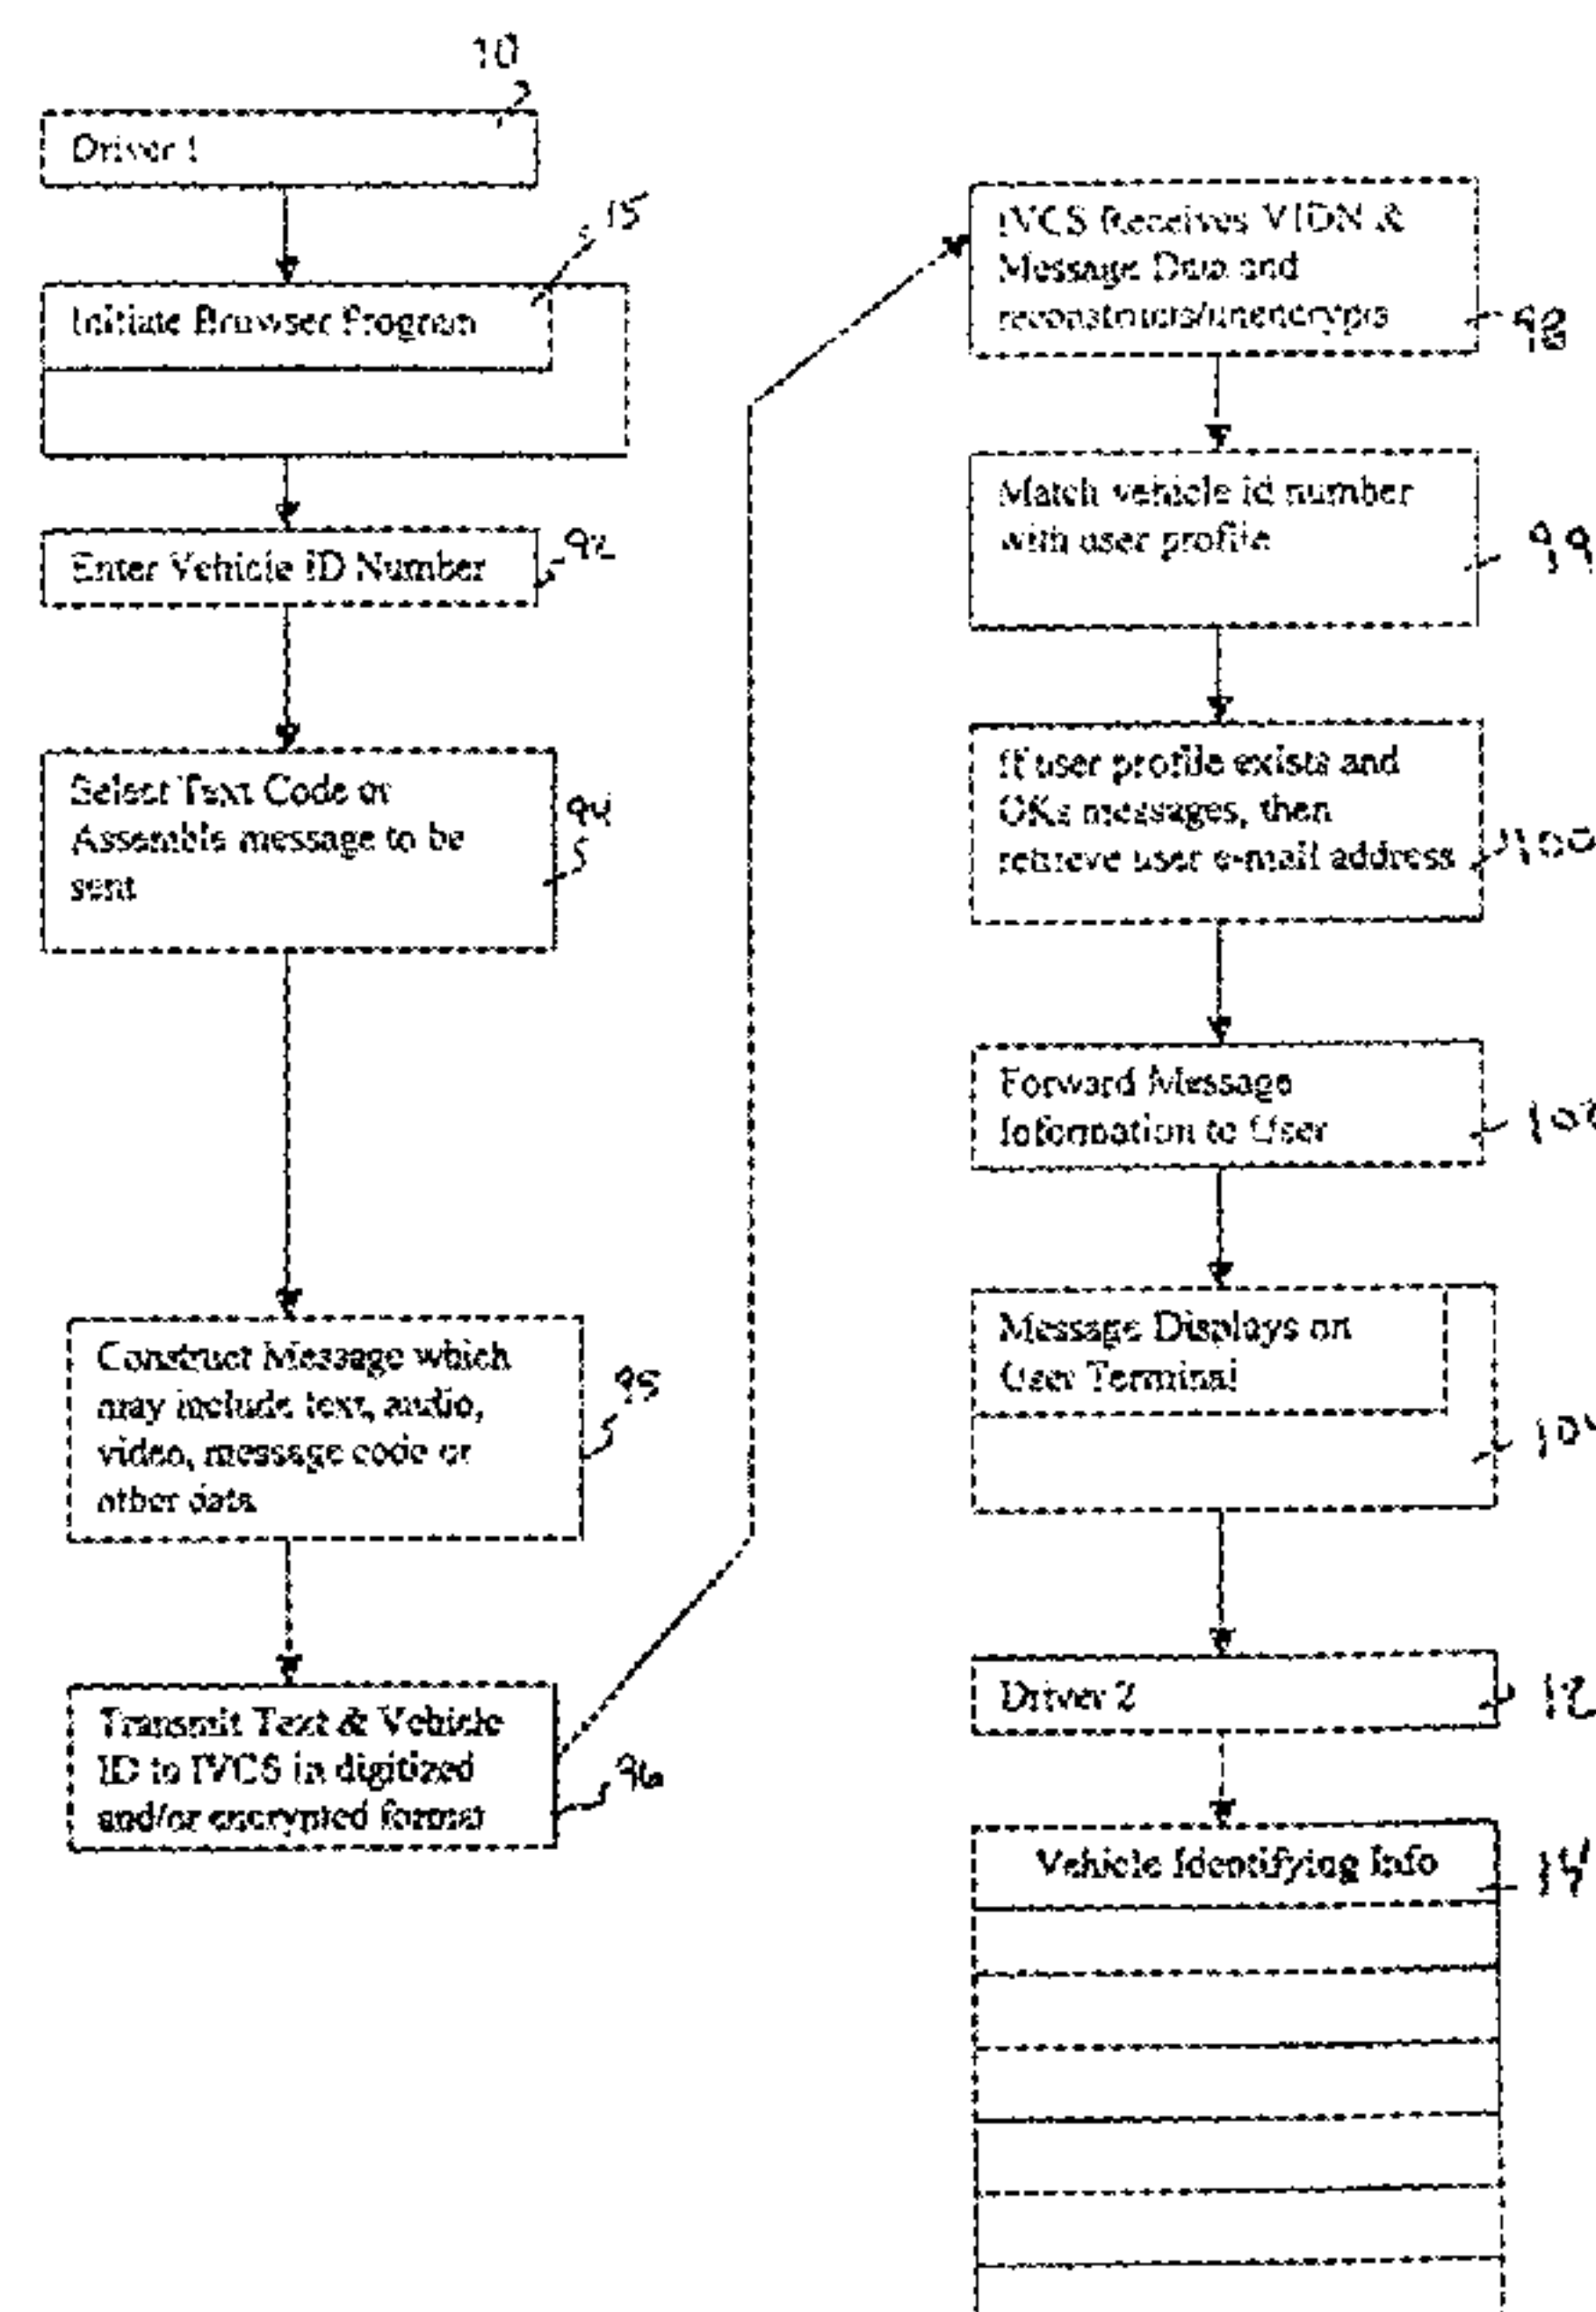 10
Driver 1
15
Initiate Browser Program
Enter Vehicle ID Number
92
Select Text Code or
Assemble message to be
sent
94
Construct Message which
may include text, audio,
video, message code or
other data
95
Transmit Text & Vehicle
ID to IVCS in digitized
and/or encrypted format
96
IVCS Receives VIDN &
Message Data and
reconstructs/unencrypts
98
Match vehicle id number
with user profile
99
If user profile exists and
OKs messages, then
retrieve user e-mail address
100
Forward Message
Information to User
Message Displays on
User Terminal
Driver 2
12
Vehicle Identifying Info
14